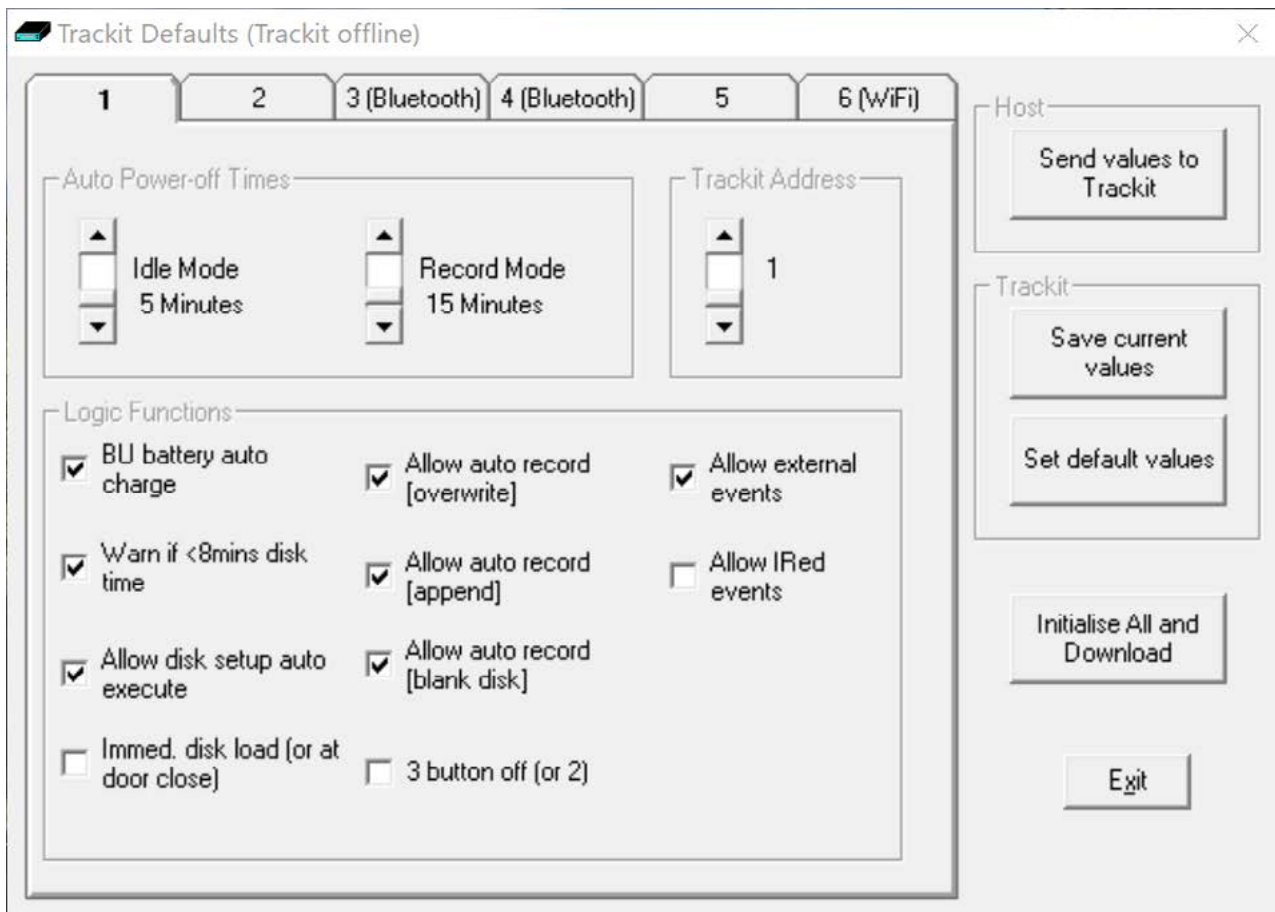 Trackit Defaults (Trackit offline)
1
2
3 (Bluetooth)
4 (Bluetooth)
5
6 (WiFi)
Auto Power-off Times
Idle Mode
5 Minutes
Record Mode
15 Minutes
Trackit Address
1
Logic Functions
BU battery auto
charge
Warn if <8mins disk
time
Allow disk setup auto
execute
Immed. disk load (or at
door close)
Allow auto record
[overwrite]
Allow auto record
[append]
Allow auto record
[blank disk]
3 button off (or 2)
Allow external
events
Allow IRed
events
Host
Send values to
Trackit
Trackit
Save current
values
Set default values
Initialise All and
Download
Exit